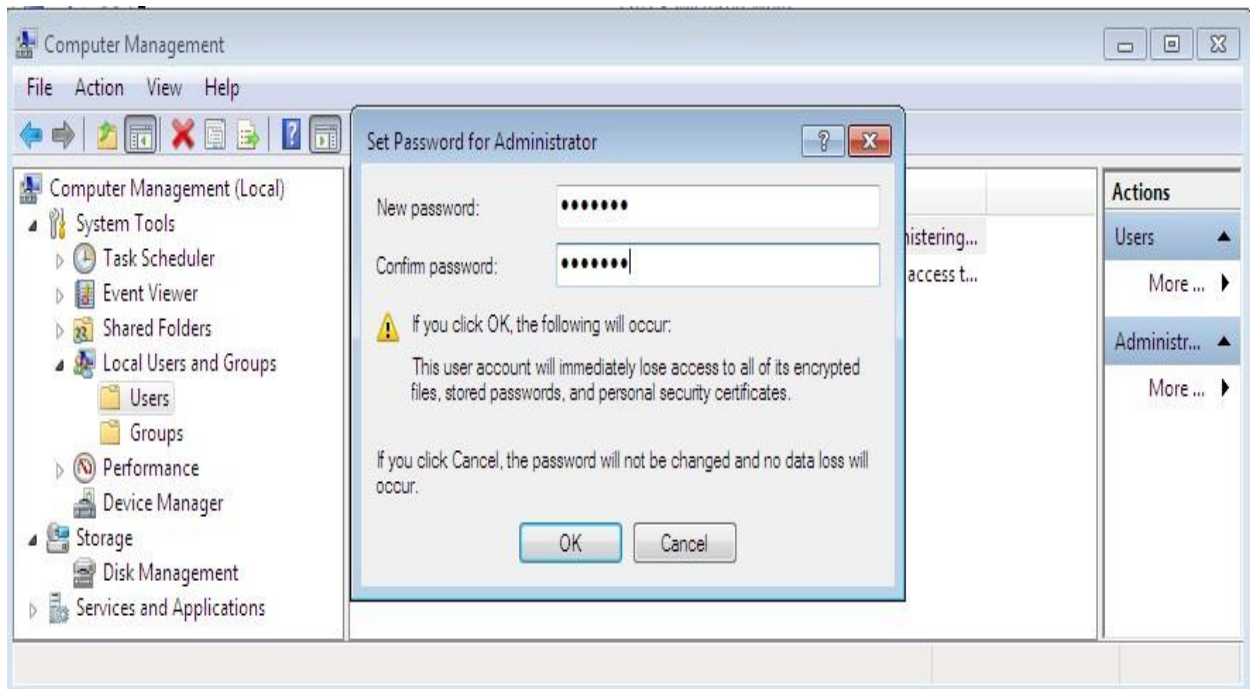 Computer Management
File Action View Help
Computer Management (Local)
System Tools
Task Scheduler
Event Viewer
Shared Folders
Local Users and Groups
Users
Groups
Performance
Device Manager
Storage
Disk Management
Services and Applications
Set Password for Administrator
New password: •••••••
Confirm password: •••••••
If you click OK, the following will occur:
This user account will immediately lose access to all of its encrypted
files, stored passwords, and personal security certificates.
If you click Cancel, the password will not be changed and no data loss will
occur.
OK Cancel
histering...
access t...
Actions
Users
More ...
Administr...
More ...